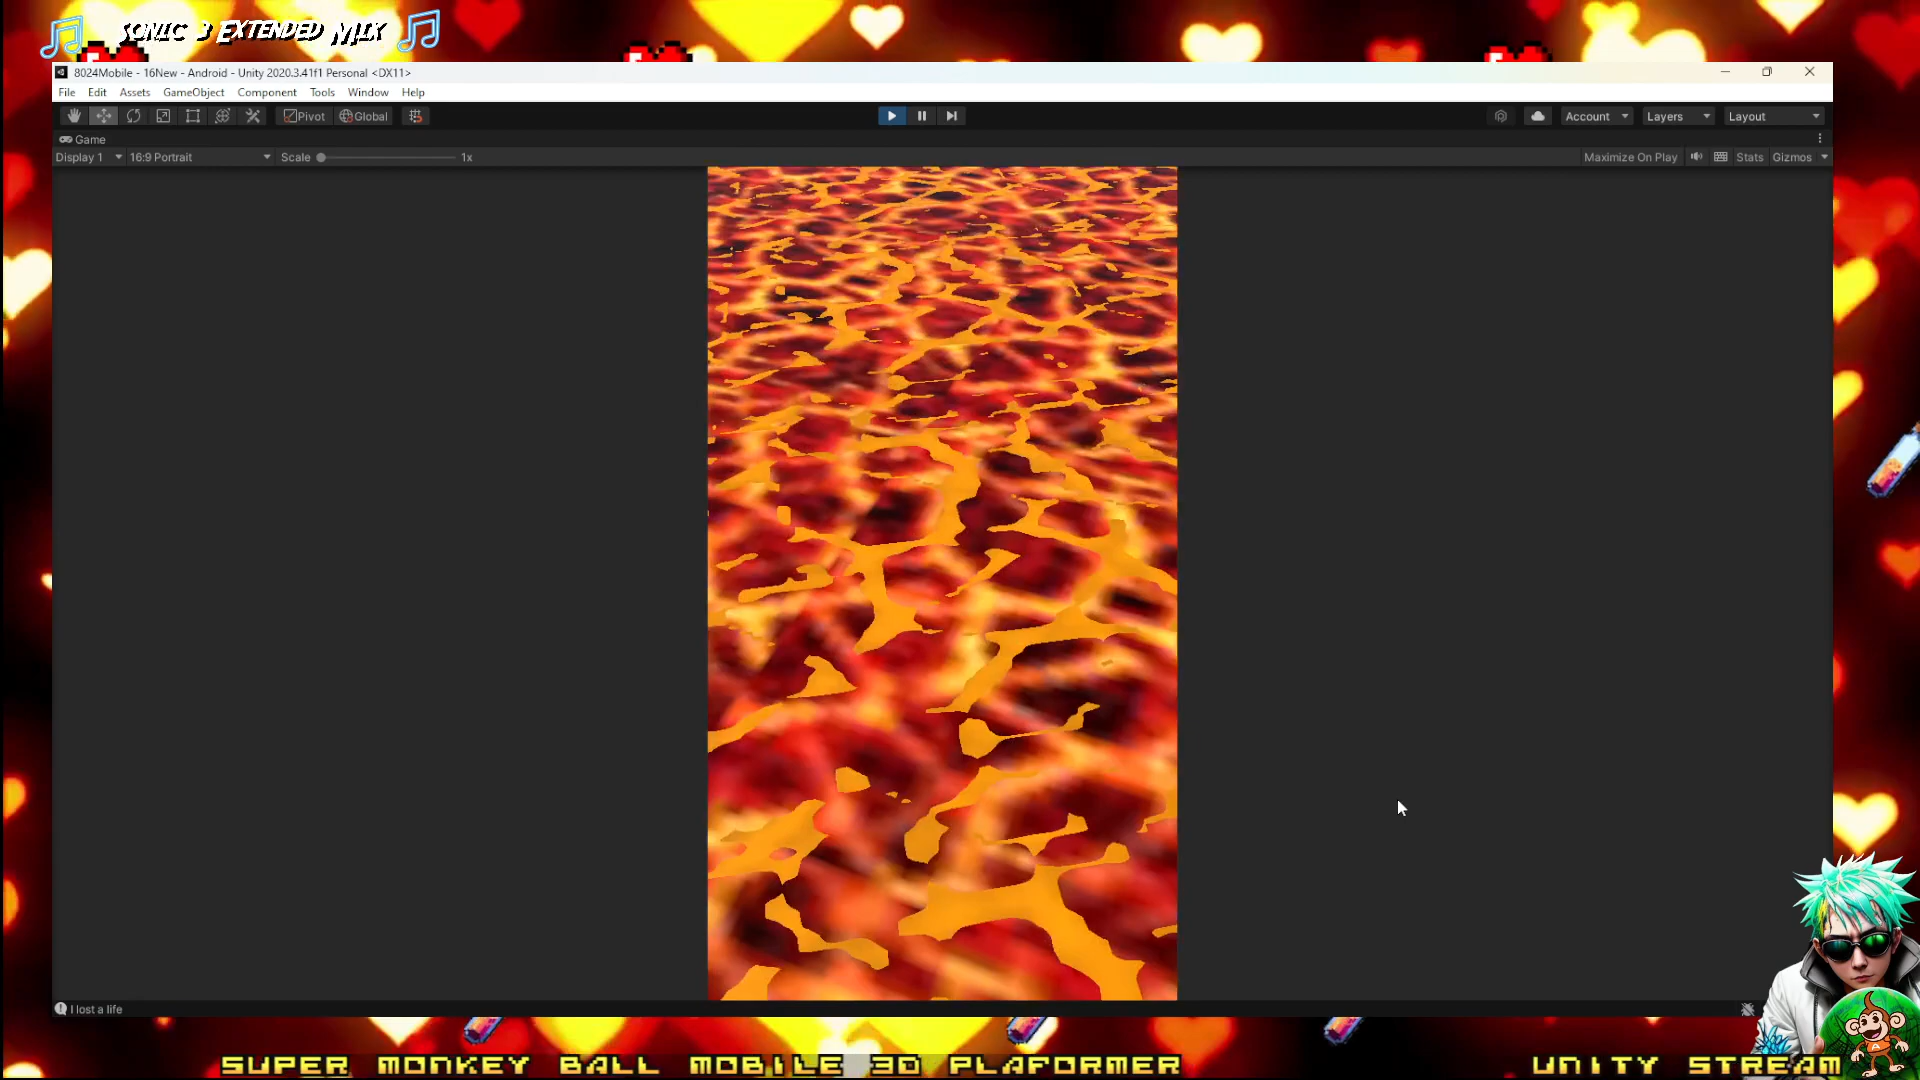 Sonic 3 Extended Mix
8024Mobile - 16New - Android - Unity 2020.3.41f1 Personal <DX11>
File Edit Assets GameObject Component Tools Window Help
Pivot Global Account Layers Layout
Game
Display 1 16:9 Portrait Scale 1x Maximize On Play Stats Gizmos
I lost a life
SUPER MONKEY BALL MOBILE 3D PLAFORMER UNITY STREAM